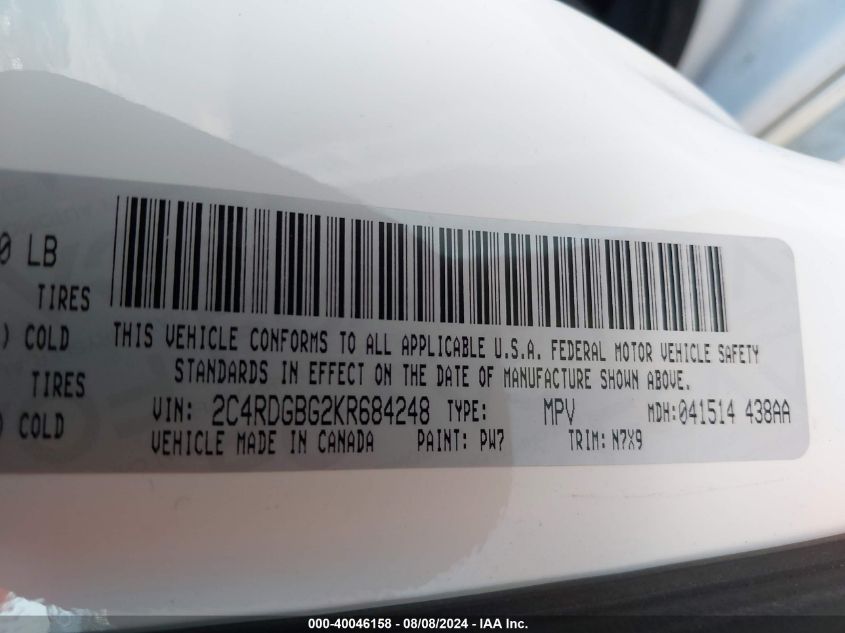 0 LB
TIRES
) COLD
TIRES
) COLD
THIS VEHICLE CONFORMS TO ALL APPLICABLE U.S.A. FEDERAL MOTOR VEHICLE SAFETY
STANDARDS IN EFFECT ON THE DATE OF MANUFACTURE SHOWN ABOVE.
VIN: 2C4RDGBG2KR684248 TYPE: MPV MDH:041514 438AA
VEHICLE MADE IN CANADA PAINT: PW7 TRIM: N7X9
000-40046158 - 08/08/2024 - IAA Inc.